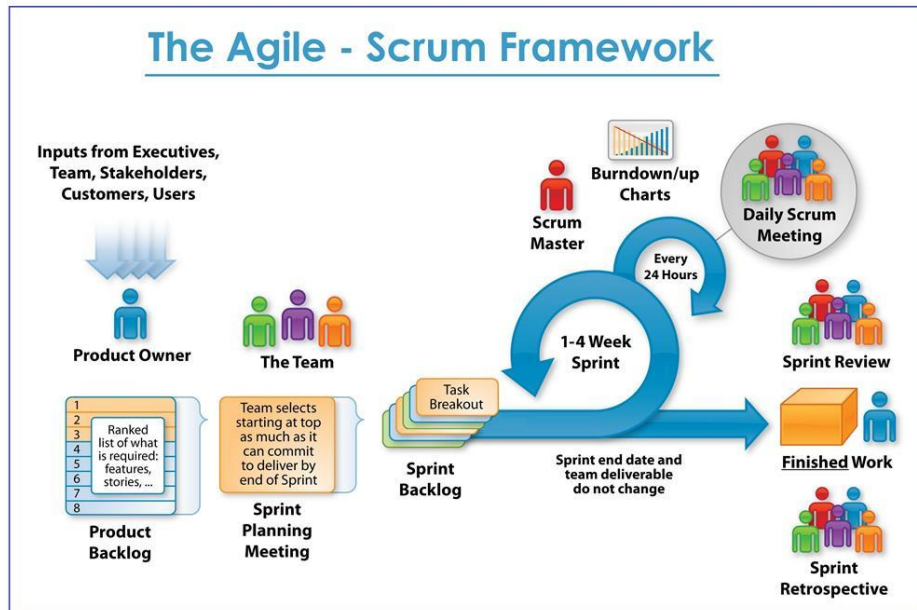 The Agile - Scrum Framework
Inputs from Executives,
Team, Stakeholders,
Customers, Users
Product Owner
The Team
1
2
3
4
5
6
7
8
Ranked
list of what
is required:
features,
stories, ...
Product
Backlog
Team selects
starting at top
as much as it
can commit
to deliver by
end of Sprint
Sprint
Planning
Meeting
Task
Breakout
Sprint
Backlog
Scrum
Master
Burndown/up
Charts
Daily Scrum
Meeting
Every
24 Hours
1-4 Week
Sprint
Sprint end date and
team deliverable
do not change
Sprint Review
Finished Work
Sprint
Retrospective